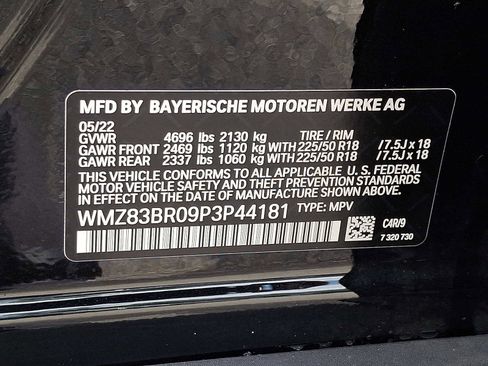 MFD BY BAYERISCHE MOTOREN WERKE AG
05/22
GVWR 4696 lbs 2130 kg TIRE / RIM
GAWR FRONT 2469 lbs 1120 kg WITH 225/50 R18 /7.5J x 18
GAWR REAR 2337 lbs 1060 kg WITH 225/50 R18 /7.5J x 18
THIS VEHICLE CONFORMS TO ALL APPLICABLE U. S. FEDERAL
MOTOR VEHICLE SAFETY AND THEFT PREVENTION STANDARDS
IN EFFECT ON THE DATE OF MANUFACTURE SHOWN ABOVE.
WMZ83BR09P3P44181 TYPE: MPV
C4R/9
7 320 730